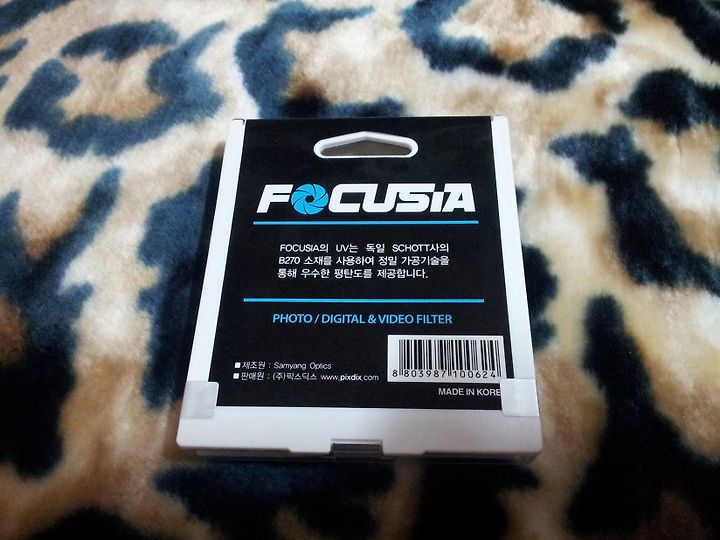 FOCUSiA
FOCUSIA의 UV는 독일 SCHOTT사의
B270 소재를 사용하여 정밀 가공기술을
통해 우수한 평탄도를 제공합니다.
PHOTO / DIGITAL & VIDEO FILTER
■ 제조원 : Samyang Optics
■ 판매원 : (주)픽스딕스 www.pixdix.com
8 803987 100624
MADE IN KORE